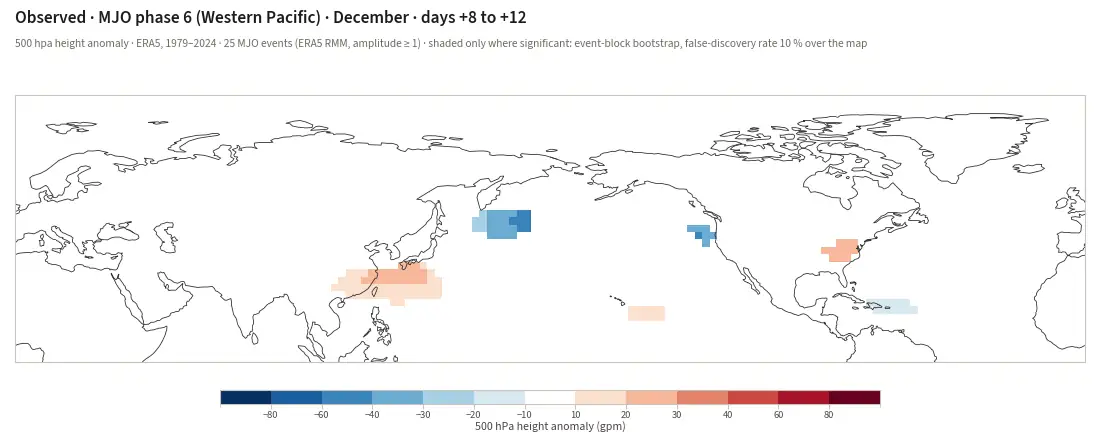 Observed · MJO phase 6 (Western Pacific) · December · days +8 to +12
500 hpa height anomaly · ERA5, 1979–2024 · 25 MJO events (ERA5 RMM, amplitude ≥ 1) · shaded only where significant: event-block bootstrap, false-discovery rate 10 % over the map
−80 −60 −40 −30 −20 −10 10 20 30 40 60 80
500 hPa height anomaly (gpm)